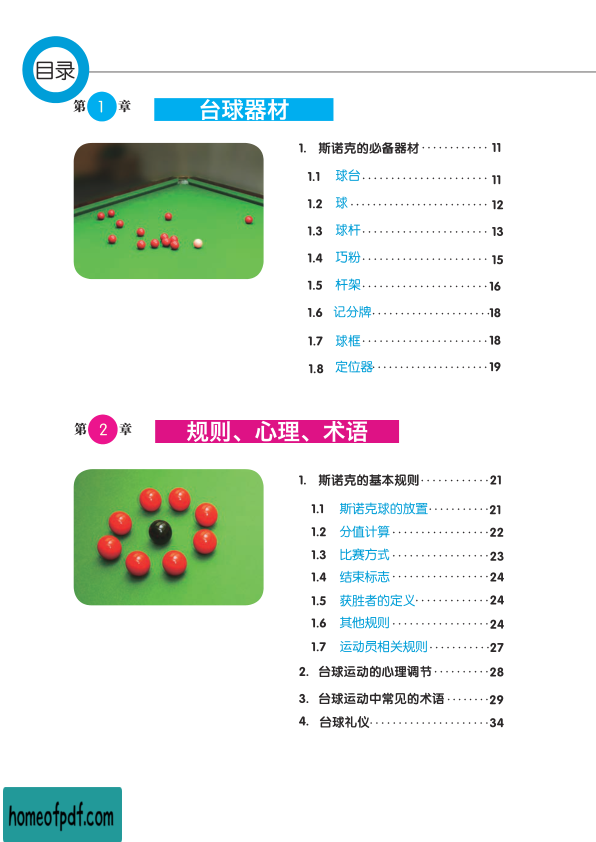 目录
第 1 章 台球器材
1. 斯诺克的必备器材 ············ 11
1.1 球台 ······················ 11
1.2 球 ························ 12
1.3 球杆 ······················ 13
1.4 巧粉 ······················ 15
1.5 杆架 ······················ 16
1.6 记分牌 ···················· 18
1.7 球框 ······················ 18
1.8 定位器 ···················· 19
第 2 章 规则、心理、术语
1. 斯诺克的基本规则 ············ 21
1.1 斯诺克球的放置 ··········· 21
1.2 分值计算 ················· 22
1.3 比赛方式 ················· 23
1.4 结束标志 ················· 24
1.5 获胜者的定义 ············· 24
1.6 其他规则 ················· 24
1.7 运动员相关规则 ··········· 27
2. 台球运动的心理调节 ·········· 28
3. 台球运动中常见的术语 ········ 29
4. 台球礼仪 ····················· 34
homeofpdf.com